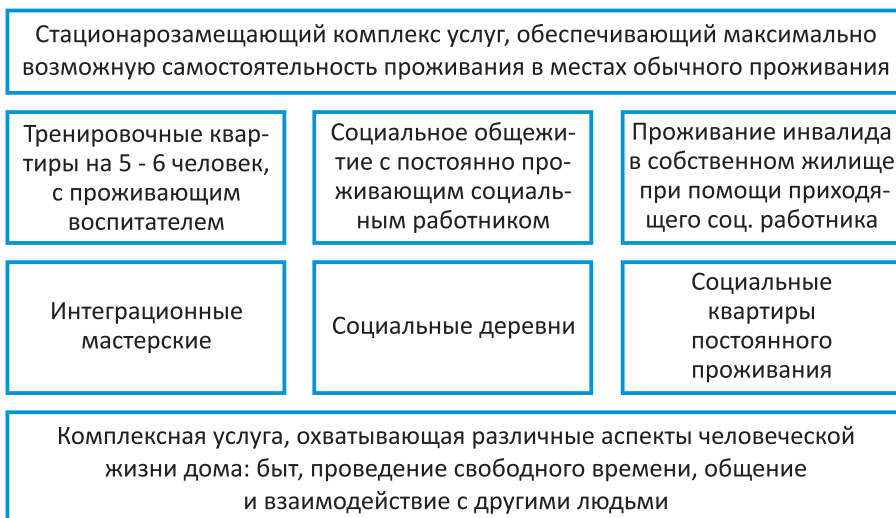 Стационарозамещающий комплекс услуг, обеспечивающий максимально
возможную самостоятельность проживания в местах обычного проживания
Тренировочные квар-
тиры на 5 - 6 человек,
с проживающим
воспитателем
Социальное общежи-
тие с постоянно про-
живающим социаль-
ным работником
Проживание инвалида
в собственном жилище
при помощи приходя-
щего соц. работника
Интеграционные
мастерские
Социальные деревни
Социальные
квартиры
постоянного
проживания
Комплексная услуга, охватывающая различные аспекты человеческой
жизни дома: быт, проведение свободного времени, общение
и взаимодействие с другими людьми